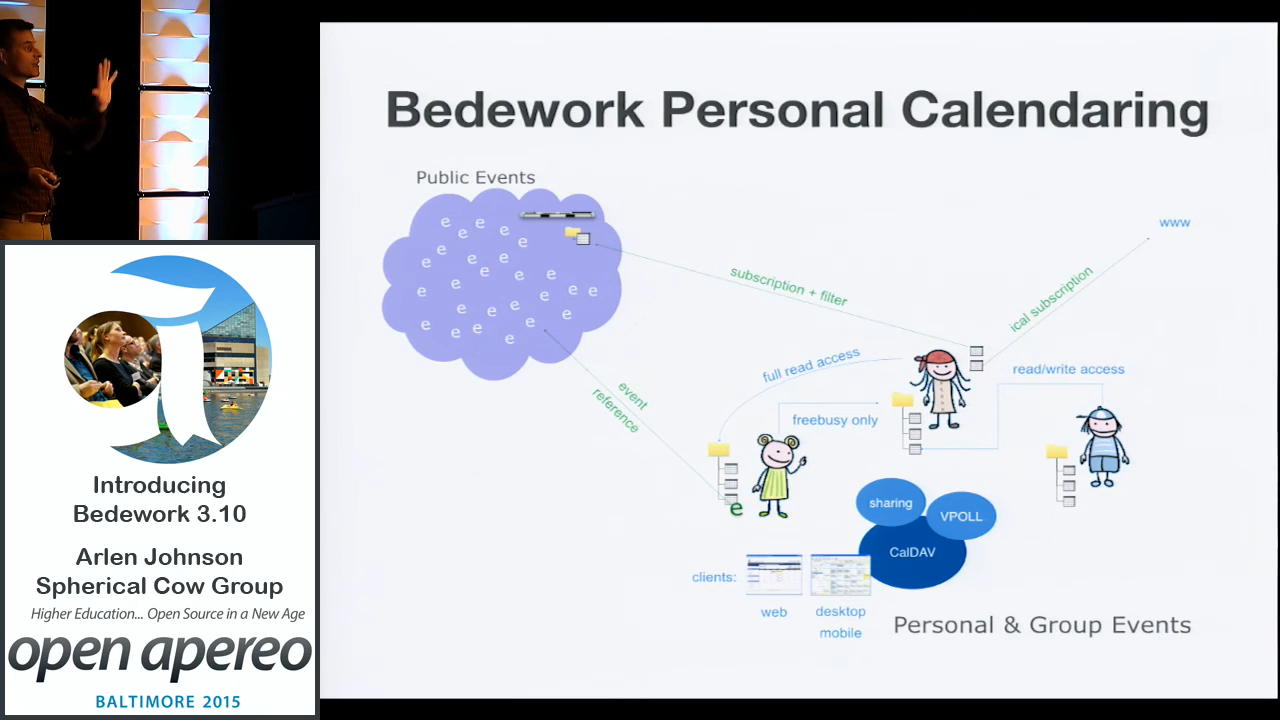 Bedework Personal Calendaring
Public Events
e e e e e e e e e e e e e e e e e e e e e e e e e e
www
subscription + filter
ical subscription
full read access
read/write access
event
reference
freebusy only
e
sharing
VPOLL
CalDAV
clients:
web
desktop
mobile
Personal & Group Events
Introducing
Bedework 3.10
Arlen Johnson
Spherical Cow Group
Higher Education... Open Source in a New Age
open apereo
BALTIMORE 2015